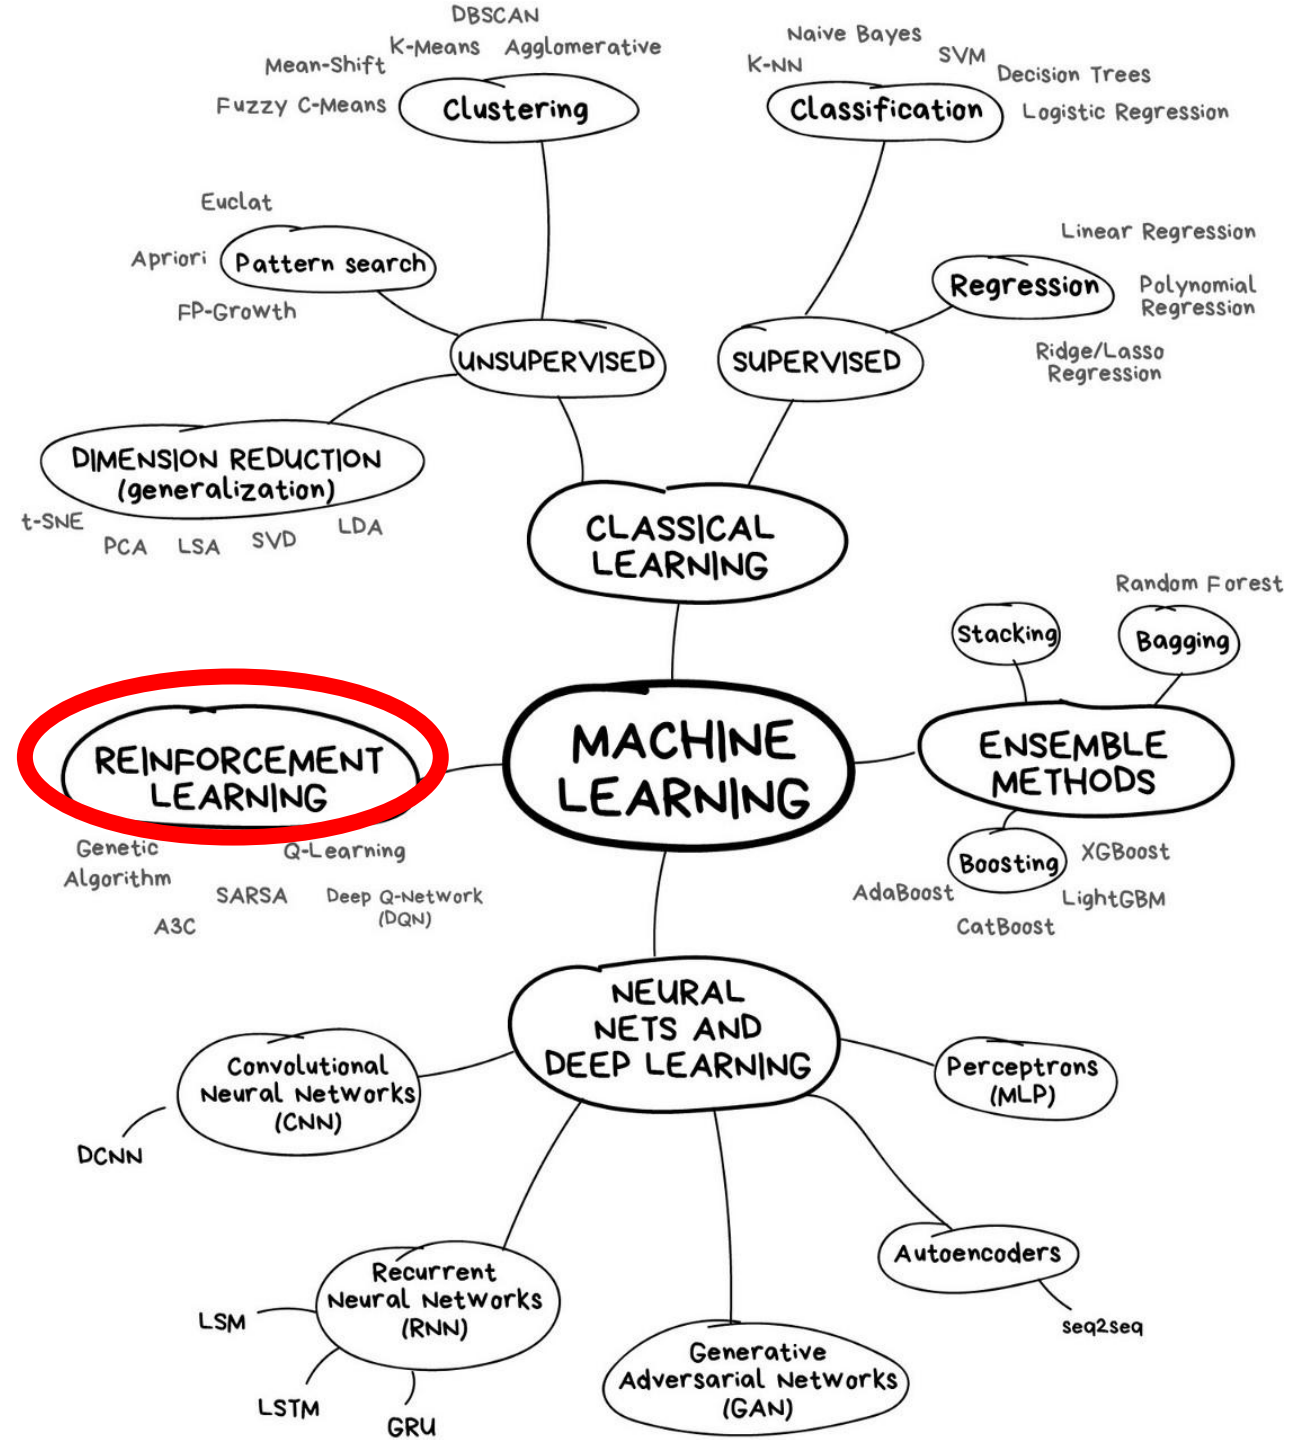 DBSCAN
K-Means
Agglomerative
Mean-Shift
Fuzzy C-Means
Clustering
Naive Bayes
K-NN
SVM
Decision Trees
Classification
Logistic Regression
Euclat
Apriori
Pattern search
FP-Growth
Linear Regression
Regression
Polynomial
Regression
Ridge/Lasso
Regression
UNSUPERVISED
SUPERVISED
DIMENSION REDUCTION
(generalization)
t-SNE
PCA
LSA
SVD
LDA
CLASSICAL
LEARNING
Random Forest
Stacking
Bagging
REINFORCEMENT
LEARNING
MACHINE
LEARNING
ENSEMBLE
METHODS
Genetic
Algorithm
Q-Learning
SARSA
Deep Q-Network
(DQN)
A3C
Boosting
XGBoost
AdaBoost
LightGBM
CatBoost
NEURAL
NETS AND
DEEP LEARNING
Convolutional
Neural Networks
(CNN)
DCNN
Perceptrons
(MLP)
Autoencoders
seq2seq
Recurrent
Neural Networks
(RNN)
LSM
LSTM
GRU
Generative
Adversarial Networks
(GAN)